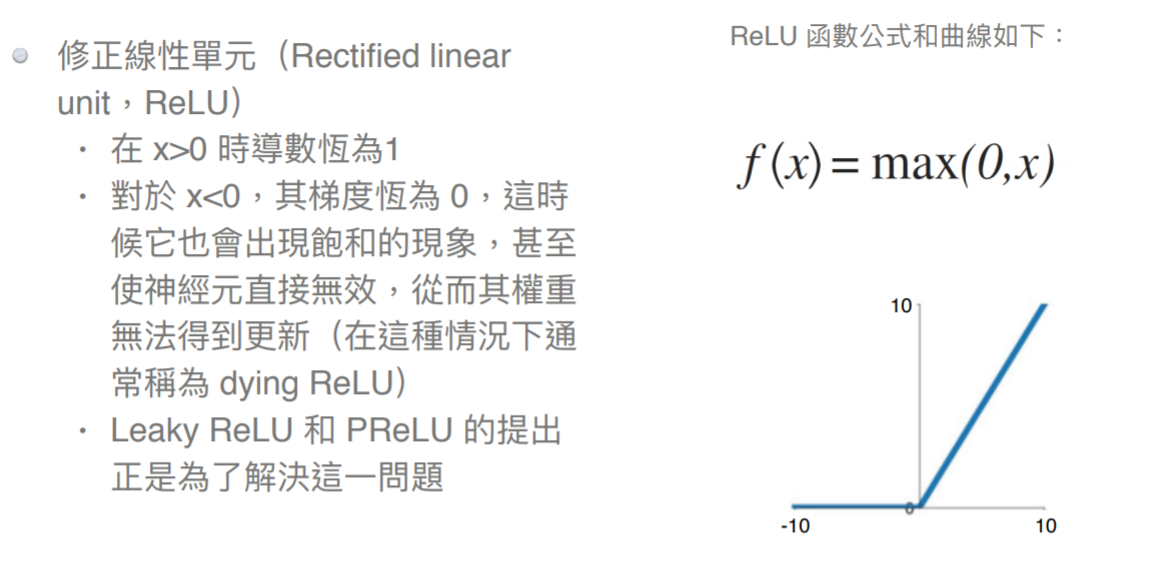 修正線性單元（Rectified linear
unit，ReLU）
・ 在 x>0 時導數恆為1
・ 對於 x<0，其梯度恆為 0，這時
候它也會出現飽和的現象，甚至
使神經元直接無效，從而其權重
無法得到更新（在這種情況下通
常稱為 dying ReLU）
・ Leaky ReLU 和 PReLU 的提出
正是為了解決這一問題
ReLU 函數公式和曲線如下：
f (x) = max(0,x)
10
0
-10
10